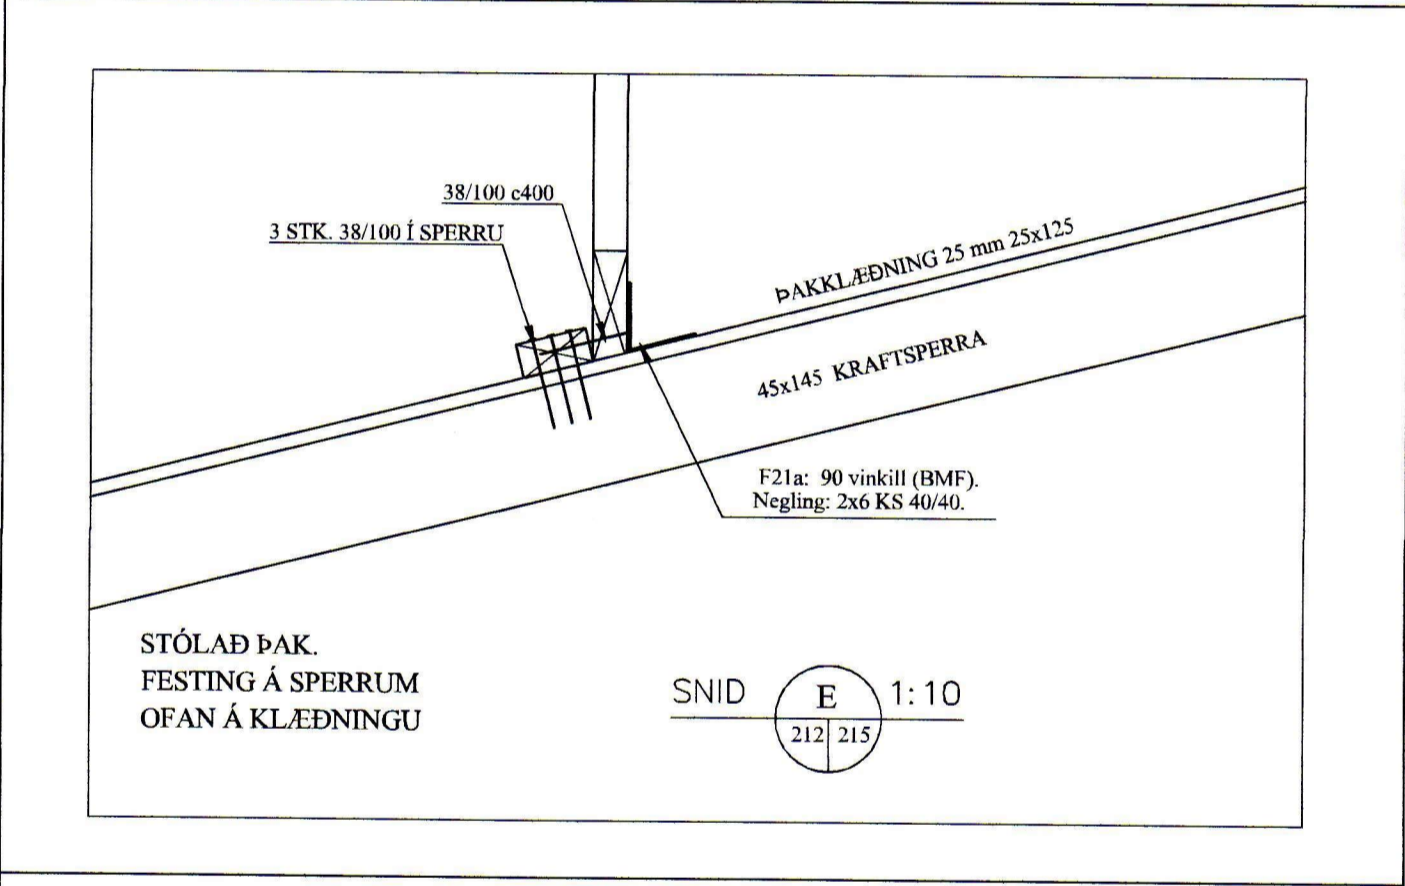 38/100 c400
3 STK. 38/100 Í SPERRU
ÞAKKLÆÐNING 25 mm 25x125
45x145 KRAFTSPERRA
F21a: 90 vinkill (BMF).
Negling: 2x6 KS 40/40.
STÓLAÐ ÞAK.
FESTING Á SPERRUM
OFAN Á KLÆÐNINGU
SNID E 1:10
212 215